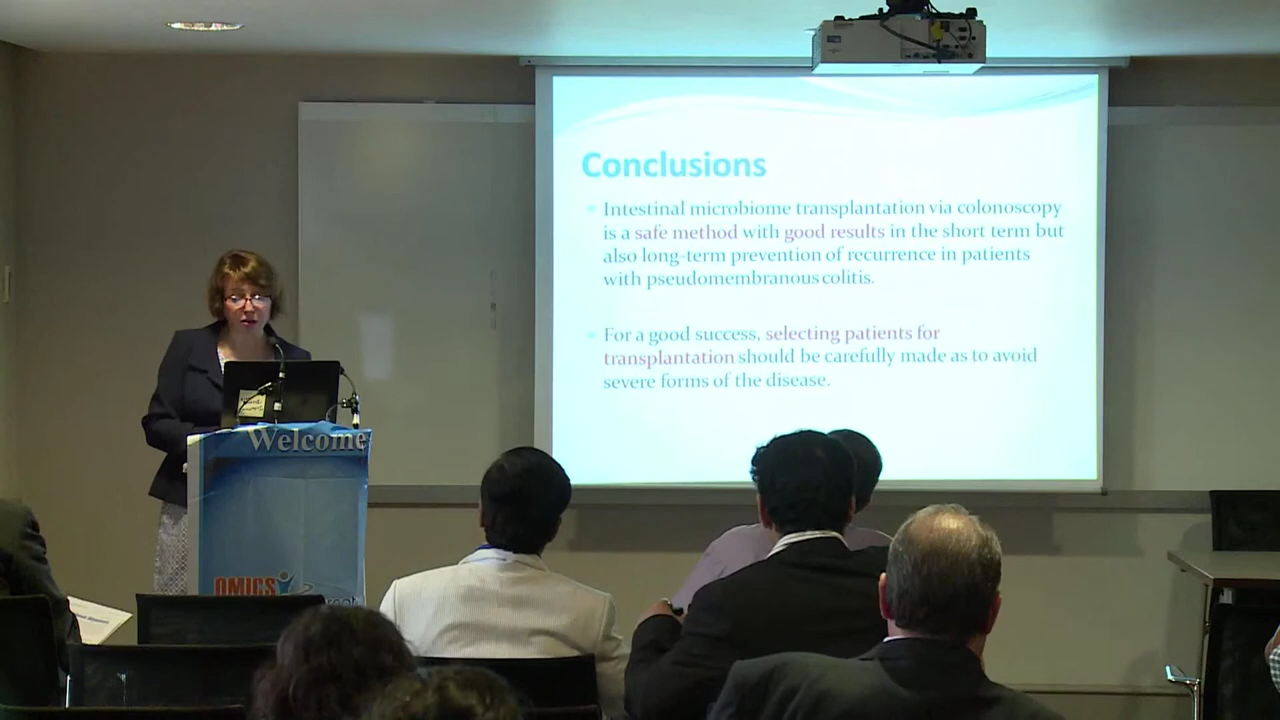 Conclusions
Intestinal microbiome transplantation via colonoscopy
is a safe method with good results in the short term but
also long-term prevention of recurrence in patients
with pseudomembranous colitis.
For a good success, selecting patients for
transplantation should be carefully made as to avoid
severe forms of the disease.
Welcome
OMICS